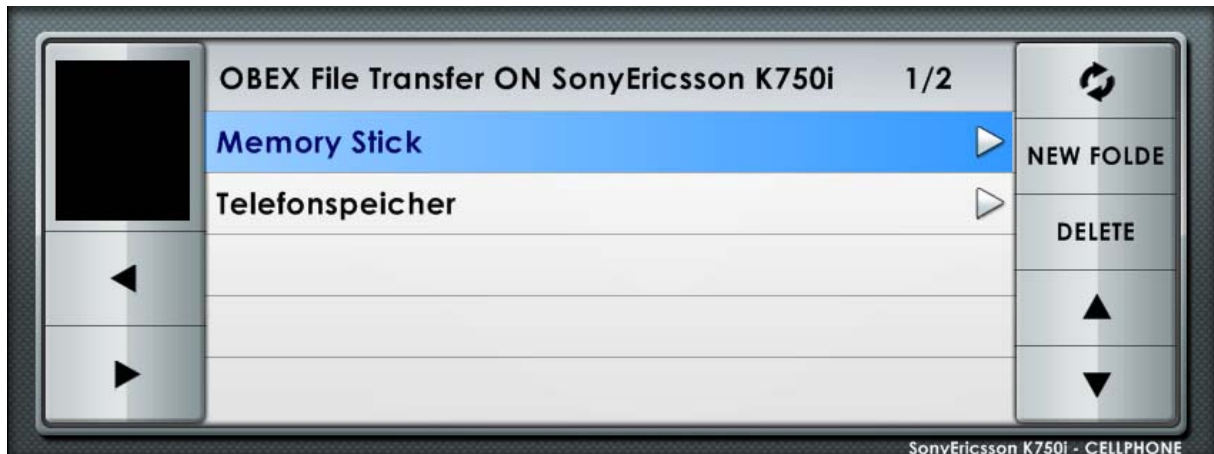 OBEX File Transfer ON SonyEricsson K750i 1/2
Memory Stick
Telefonspeicher
NEW FOLDE
DELETE
SonyEricsson K750i - CELLPHONE